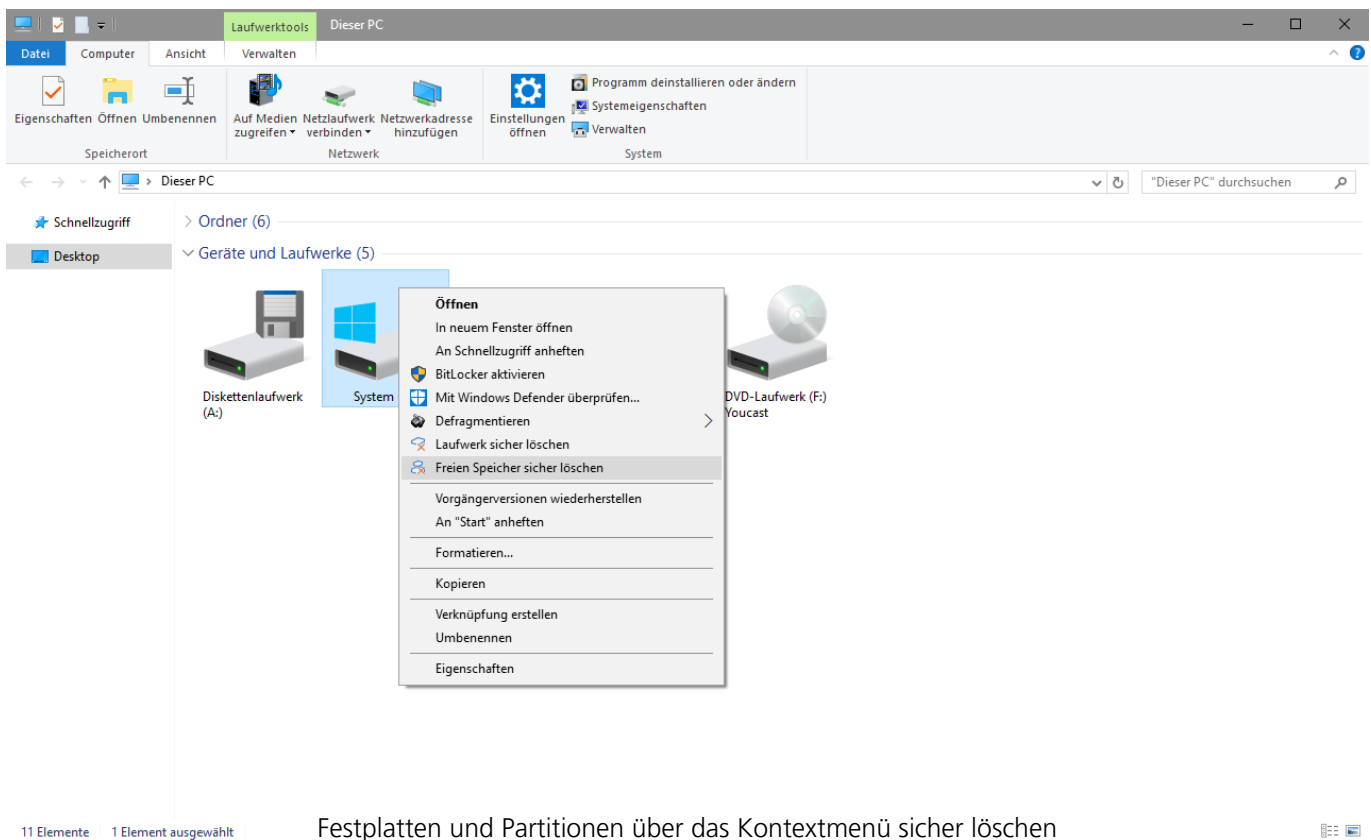 Laufwerktools Dieser PC
Datei Computer Ansicht Verwalten
Eigenschaften Öffnen Umbenennen
Speicherort
Auf Medien zugreifen
Netzlaufwerk verbinden
Netzwerkadresse hinzufügen
Netzwerk
Einstellungen öffnen
Programm deinstallieren oder ändern
Systemeigenschaften
Verwalten
System
Dieser PC
"Dieser PC" durchsuchen
Schnellzugriff
Desktop
Ordner (6)
Geräte und Laufwerke (5)
Diskettenlaufwerk
(A:)
System
DVD-Laufwerk (F:)
Youcast
Öffnen
In neuem Fenster öffnen
An Schnellzugriff anheften
BitLocker aktivieren
Mit Windows Defender überprüfen...
Defragmentieren
Laufwerk sicher löschen
Freien Speicher sicher löschen
Vorgängerversionen wiederherstellen
An "Start" anheften
Formatieren...
Kopieren
Verknüpfung erstellen
Umbenennen
Eigenschaften
11 Elemente 1 Element ausgewählt
Festplatten und Partitionen über das Kontextmenü sicher löschen